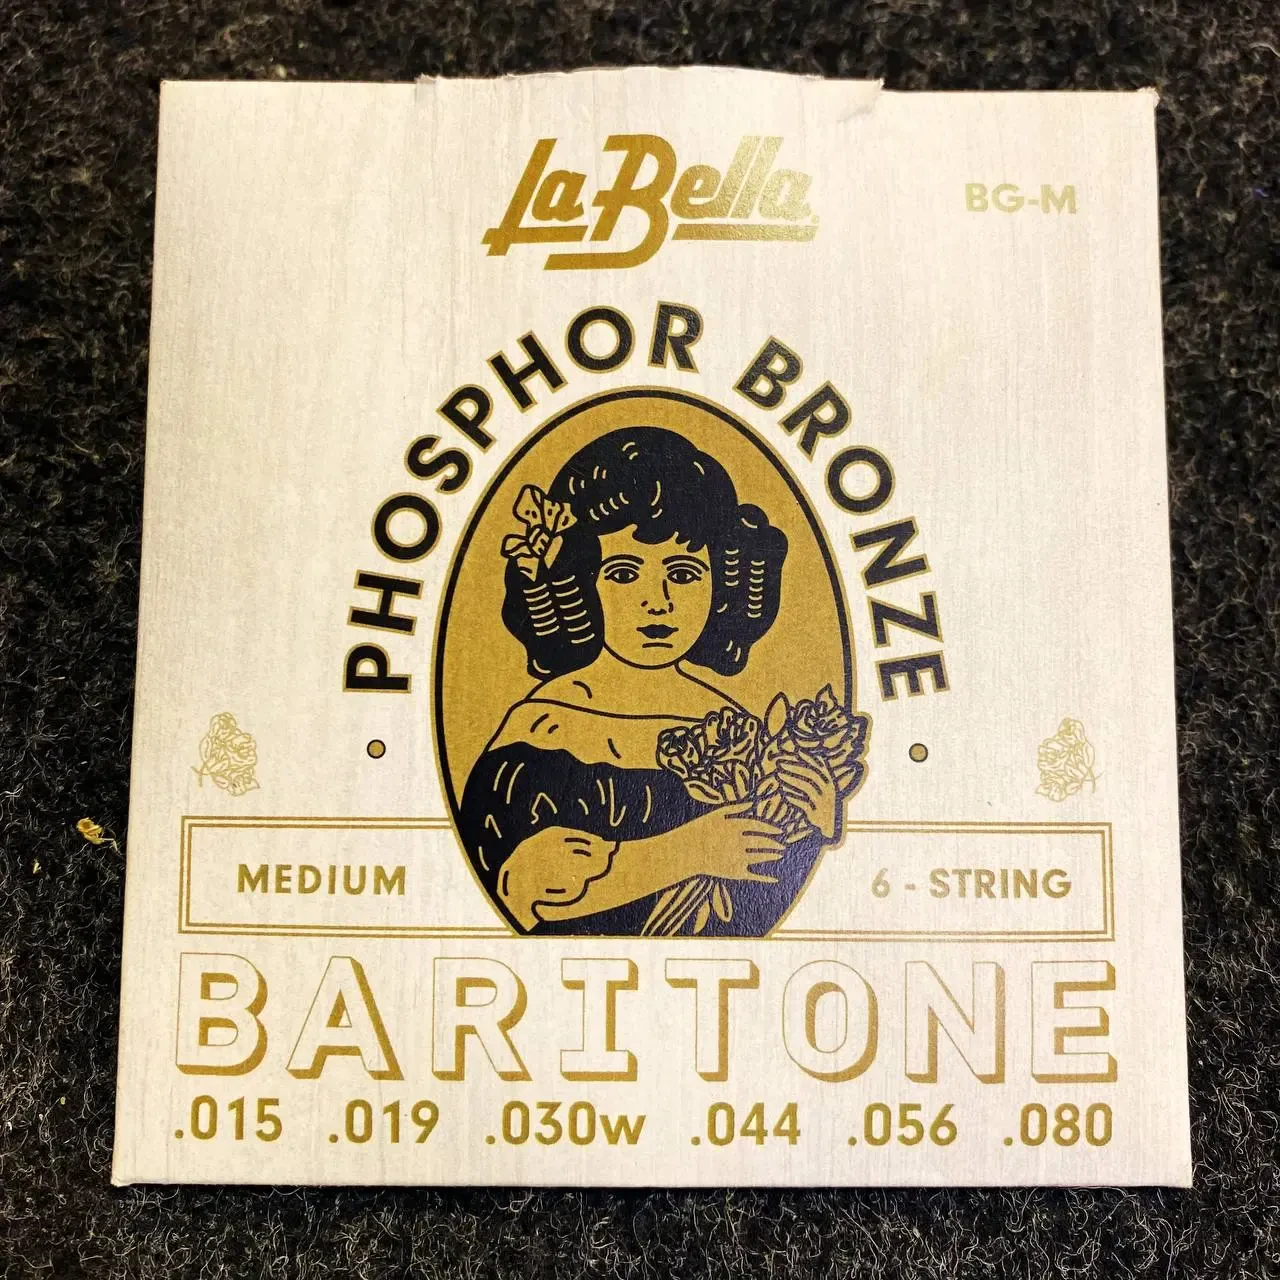 La Bella
BG-M
PHOSPHOR BRONZE
MEDIUM
6 - STRING
BARITONE
.015 .019 .030w .044 .056 .080